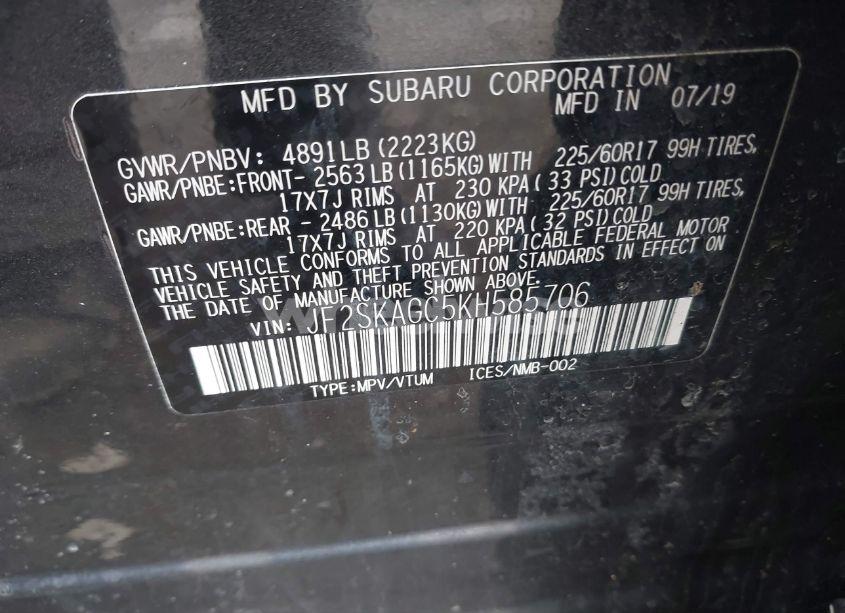 MFD BY SUBARU CORPORATION
MFD IN 07/19
GVWR/PNBV: 4891LB (2223KG)
GAWR/PNBE:FRONT- 2563 LB (1165KG) WITH 225/60R17 99H TIRES,
17X7J RIMS AT 230 KPA ( 33 PSI) COLD
GAWR/PNBE:REAR - 2486 LB (1130KG) WITH 225/60R17 99H TIRES,
17X7J RIMS AT 220 KPA ( 32 PSI) COLD
THIS VEHICLE CONFORMS TO ALL APPLICABLE FEDERAL MOTOR
VEHICLE SAFETY AND THEFT PREVENTION STANDARDS IN EFFECT ON
THE DATE OF MANUFACTURE SHOWN ABOVE.
VIN: JF2SKAGC5KH585706
TYPE:MPV/VTUM ICES/NMB-002